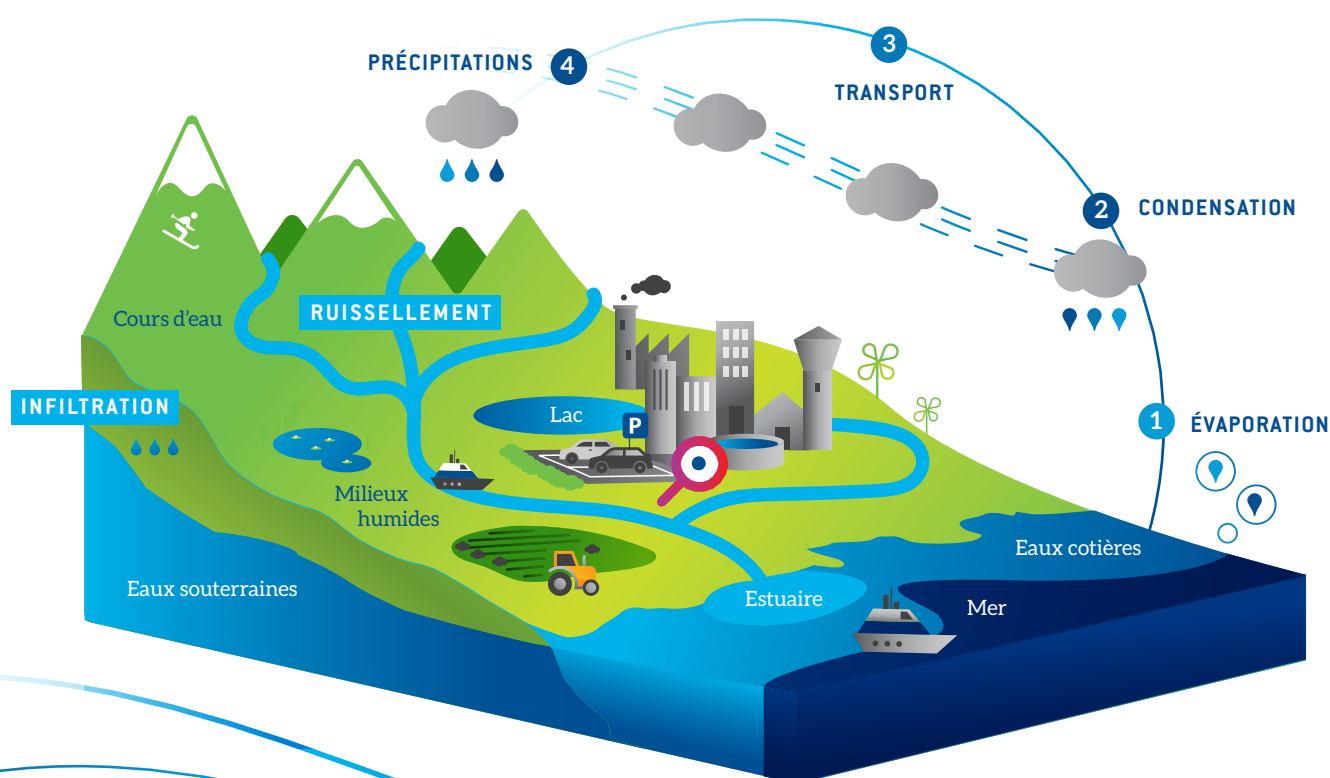 PRÉCIPITATIONS 4
3
TRANSPORT
2 CONDENSATION
1 ÉVAPORATION
Cours d'eau
RUISSELLEMENT
INFILTRATION
Lac
P
Milieux
humides
Eaux souterraines
Estuaire
Eaux cotières
Mer